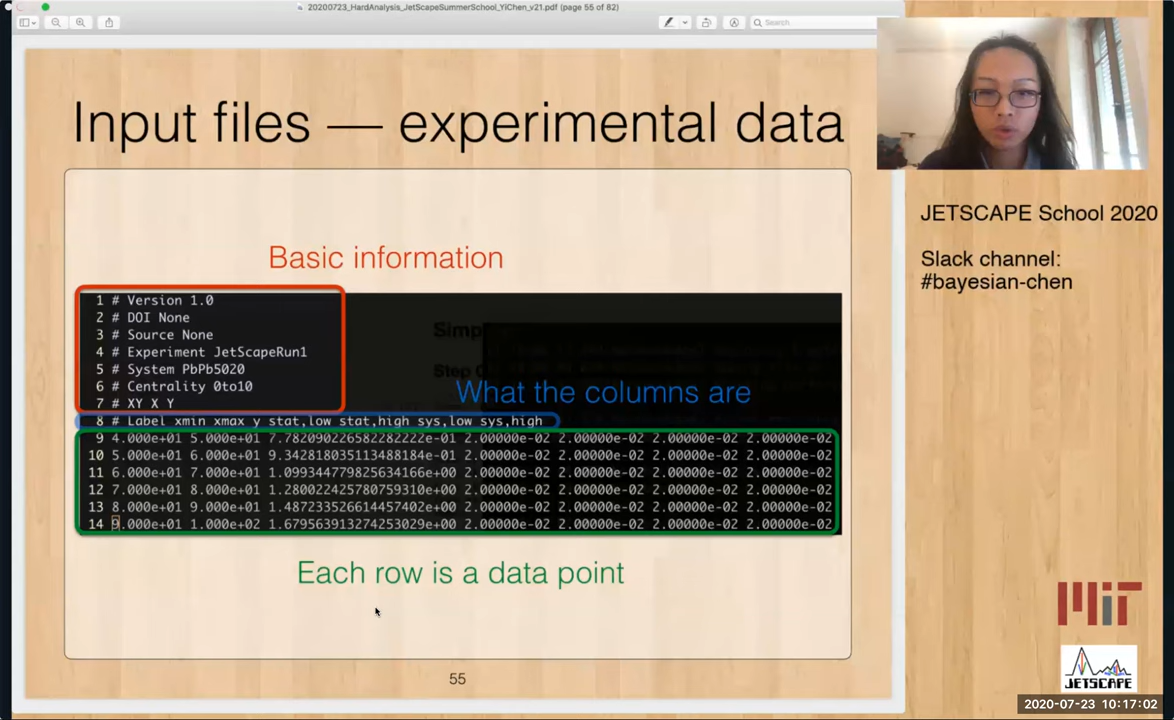 20200723_HardAnalysis_JetScapeSummerSchool_YiChen_v21.pdf (page 55 of 82)
Search
Input files — experimental data
Basic information
1 # Version 1.0
2 # DOI None
3 # Source None
4 # Experiment JetScapeRun1
5 # System PbPb5020
6 # Centrality 0to10
7 # XY X Y
What the columns are
8 # Label xmin xmax y stat,low stat,high sys,low sys,high
9 4.000e+01 5.000e+01 7.782090226582282222e-01 2.00000e-02 2.00000e-02 2.00000e-02 2.00000e-02
10 5.000e+01 6.000e+01 9.342818035113488184e-01 2.00000e-02 2.00000e-02 2.00000e-02 2.00000e-02
11 6.000e+01 7.000e+01 1.099344779825634166e+00 2.00000e-02 2.00000e-02 2.00000e-02 2.00000e-02
12 7.000e+01 8.000e+01 1.280022425780759310e+00 2.00000e-02 2.00000e-02 2.00000e-02 2.00000e-02
13 8.000e+01 9.000e+01 1.487233526614457402e+00 2.00000e-02 2.00000e-02 2.00000e-02 2.00000e-02
14 9.000e+01 1.000e+02 1.679563913274253029e+00 2.00000e-02 2.00000e-02 2.00000e-02 2.00000e-02
Each row is a data point
55
JETSCAPE School 2020
Slack channel:
#bayesian-chen
MIT
JETSCAPE
2020-07-23 10:17:02